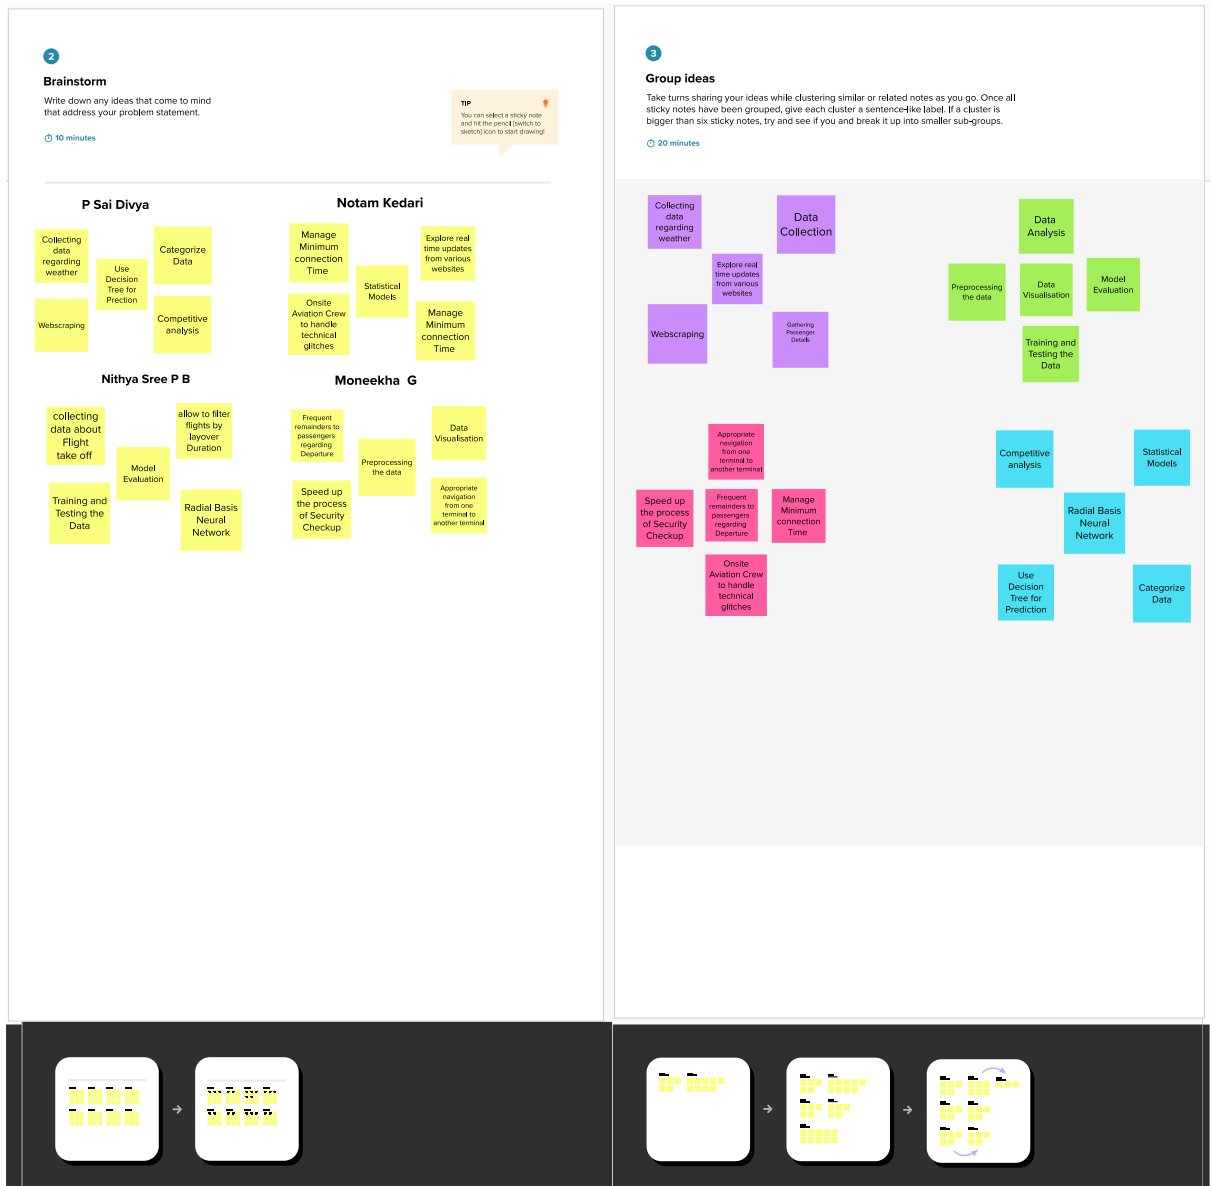 2
Brainstorm
Write down any ideas that come to mind
that address your problem statement.
10 minutes
TIP
You can select a sticky note
and hit the pencil [switch to
sketch] icon to start drawing!
P Sai Divya
Collecting
data
regarding
weather
Categorize
Data
Use
Decision
Tree for
Prection
Webscraping
Competitive
analysis
Notam Kedari
Manage
Minimum
connection
Time
Explore real
time updates
from various
websites
Statistical
Models
Onsite
Aviation Crew
to handle
technical
glitches
Manage
Minimum
connection
Time
Nithya Sree P B
collecting
data about
Flight
take off
allow to filter
flights by
layover
Duration
Model
Evaluation
Training and
Testing the
Data
Radial Basis
Neural
Network
Moneekha G
Frequent
remainders to
passengers
regarding
Departure
Data
Visualisation
Preprocessing
the data
Speed up
the process
of Security
Checkup
Appropriate
navigation
from one
terminal to
another terminal
3
Group ideas
Take turns sharing your ideas while clustering similar or related notes as you go. Once all
sticky notes have been grouped, give each cluster a sentence-like label. If a cluster is
bigger than six sticky notes, try and see if you and break it up into smaller sub-groups.
20 minutes
Collecting
data
regarding
weather
Data
Collection
Explore real
time updates
from various
websites
Webscraping
Gathering
Passenger
Details
Data
Analysis
Preprocessing
the data
Data
Visualisation
Model
Evaluation
Training and
Testing the
Data
Appropriate
navigation
from one
terminal to
another terminal
Speed up
the process
of Security
Checkup
Frequent
remainders to
passengers
regarding
Departure
Manage
Minimum
connection
Time
Onsite
Aviation Crew
to handle
technical
glitches
Competitive
analysis
Statistical
Models
Radial Basis
Neural
Network
Use
Decision
Tree for
Prediction
Categorize
Data